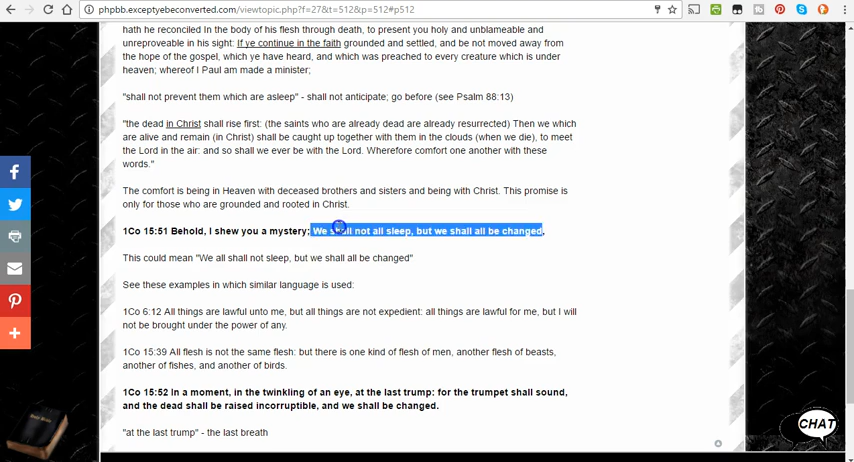 phpbb.exceptyebeconverted.com/viewtopic.php?f=27&t=512&p=512#p512
hath he reconciled In the body of his flesh through death, to present you holy and unblameable and
unreproveable in his sight: If ye continue in the faith grounded and settled, and be not moved away from
the hope of the gospel, which ye have heard, and which was preached to every creature which is under
heaven; whereof I Paul am made a minister;
"shall not prevent them which are asleep" - shall not anticipate; go before (see Psalm 88:13)
"the dead in Christ shall rise first: (the saints who are already dead are already resurrected) Then we which
are alive and remain (in Christ) shall be caught up together with them in the clouds (when we die), to meet
the Lord in the air: and so shall we ever be with the Lord. Wherefore comfort one another with these
words."
The comfort is being in Heaven with deceased brothers and sisters and being with Christ. This promise is
only for those who are grounded and rooted in Christ.
1Co 15:51 Behold, I shew you a mystery; We shall not all sleep, but we shall all be changed.
This could mean "We all shall not sleep, but we shall all be changed"
See these examples in which similar language is used:
1Co 6:12 All things are lawful unto me, but all things are not expedient: all things are lawful for me, but I will
not be brought under the power of any.
1Co 15:39 All flesh is not the same flesh: but there is one kind of flesh of men, another flesh of beasts,
another of fishes, and another of birds.
1Co 15:52 In a moment, in the twinkling of an eye, at the last trump: for the trumpet shall sound,
and the dead shall be raised incorruptible, and we shall be changed.
"at the last trump" - the last breath
CHAT